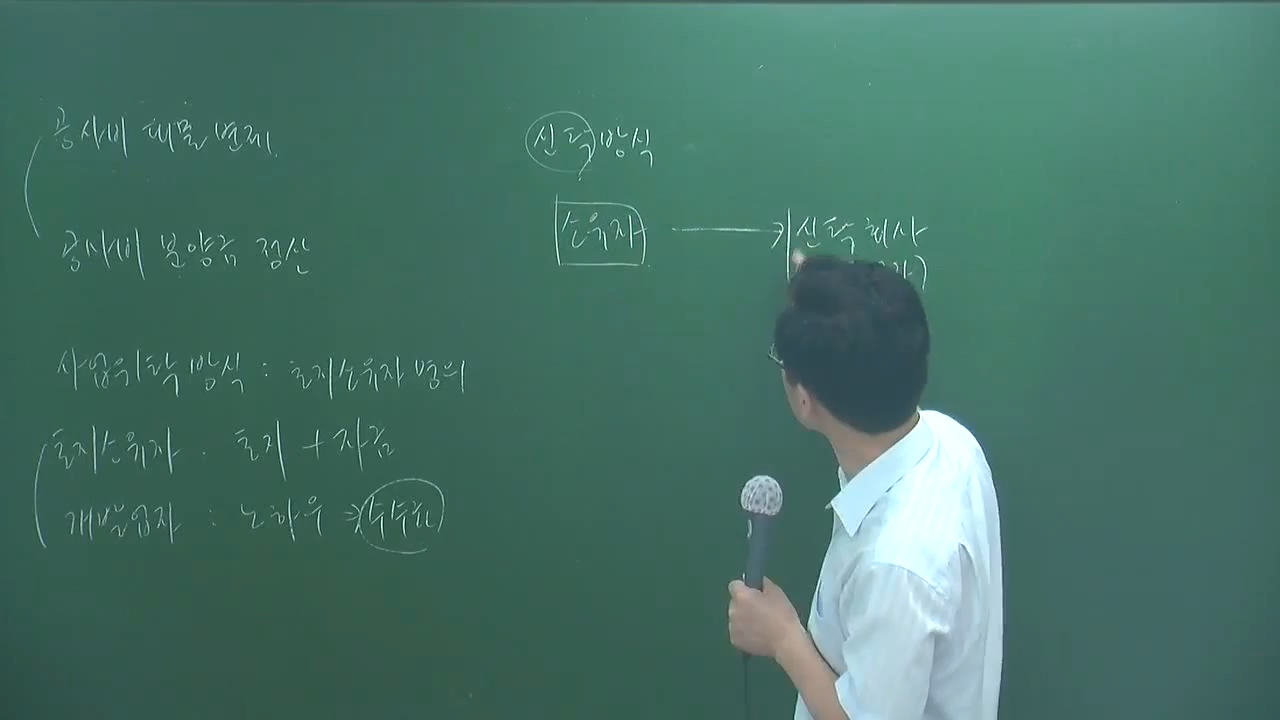 공사비 대물변제
공사비 분양금 정산
사업위탁 방식 : 토지소유자 명의
토지소유자 . 토지 + 자금
개발업자 : 노하우 → 수수료
신탁방식
소유자 → 신탁회사